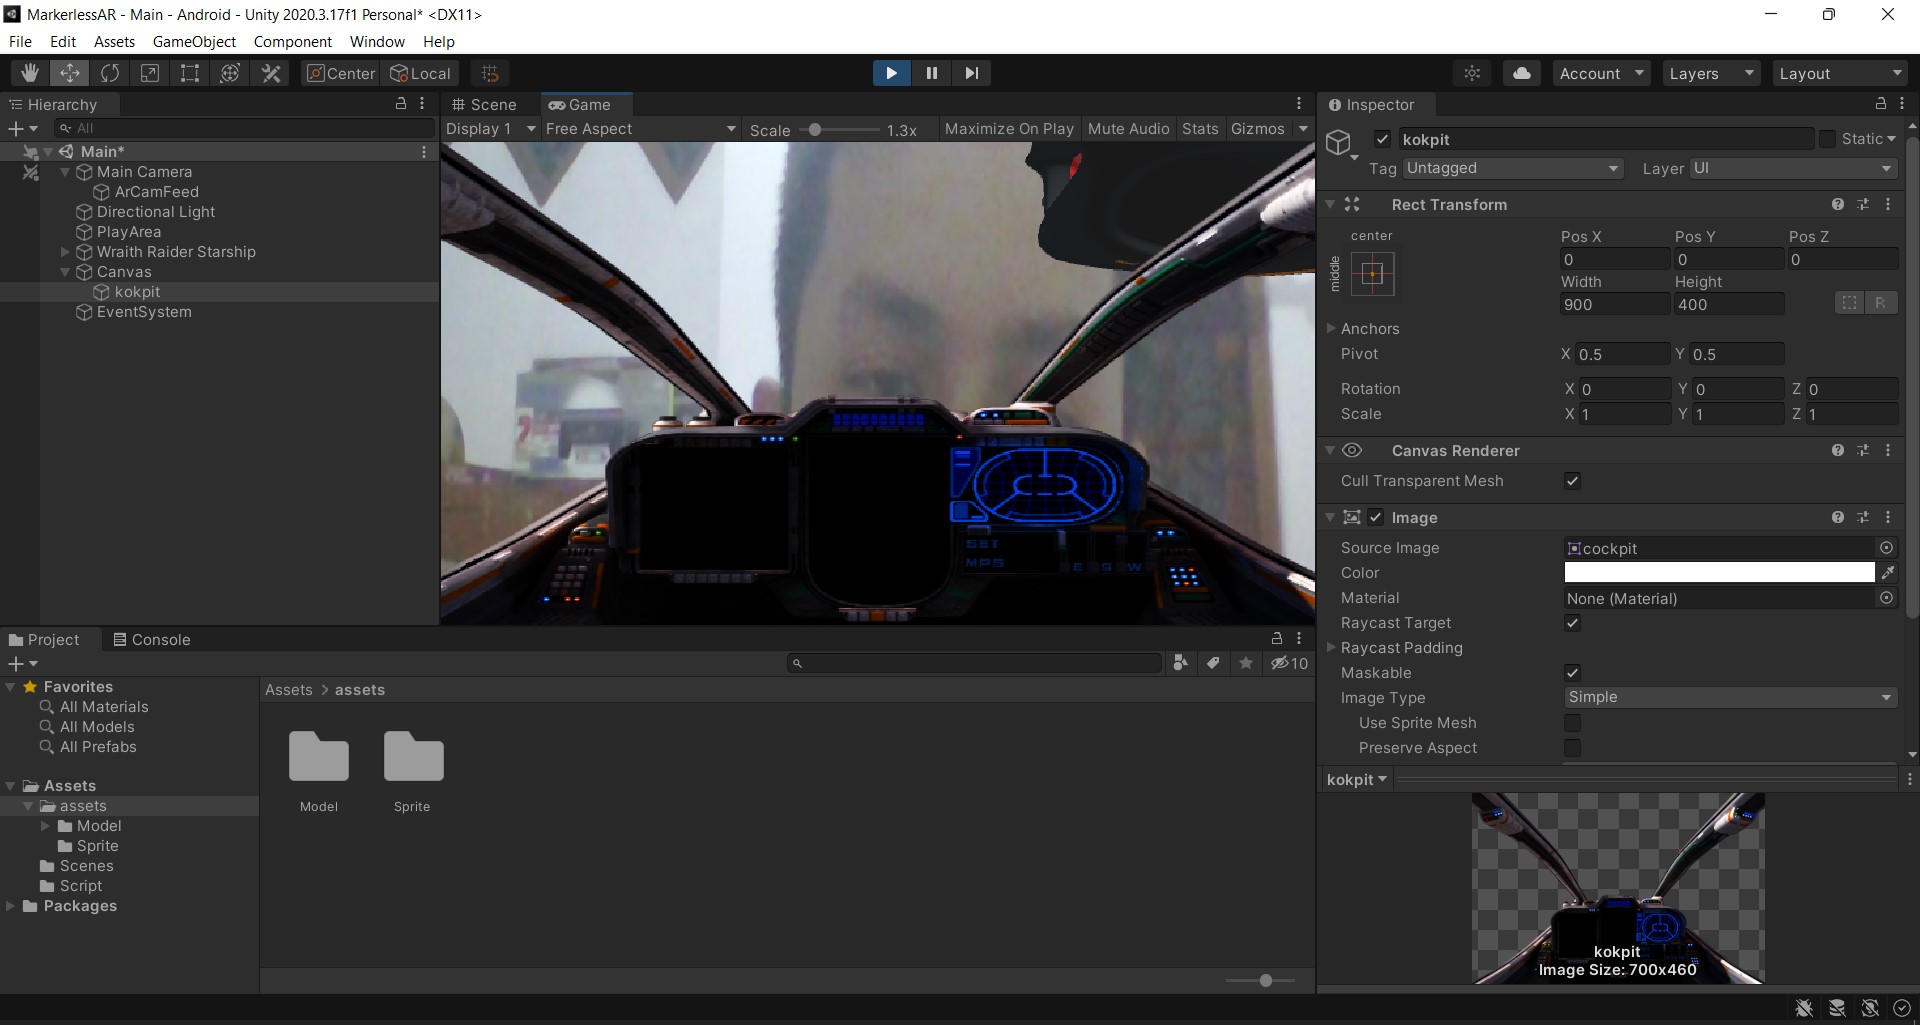 MarkerlessAR - Main - Android - Unity 2020.3.17f1 Personal* <DX11>
File Edit Assets GameObject Component Window Help
Center Local Account Layers Layout
Hierarchy
All
Main*
Main Camera
ArCamFeed
Directional Light
PlayArea
Wraith Raider Starship
Canvas
kokpit
EventSystem
Scene Game
Display 1 Free Aspect Scale 1.3x Maximize On Play Mute Audio Stats Gizmos
SET
MPS E S W
Inspector
kokpit Static
Tag Untagged Layer UI
Rect Transform
center
middle
Pos X Pos Y Pos Z
0 0 0
Width Height
900 400 R
Anchors
Pivot X 0.5 Y 0.5
Rotation X 0 Y 0 Z 0
Scale X 1 Y 1 Z 1
Canvas Renderer
Cull Transparent Mesh
Image
Source Image cockpit
Color
Material None (Material)
Raycast Target
Raycast Padding
Maskable
Image Type Simple
Use Sprite Mesh
Preserve Aspect
kokpit
kokpit
Image Size: 700x460
Project Console
10
Favorites
All Materials
All Models
All Prefabs
Assets
assets
Model
Sprite
Scenes
Script
Packages
Assets > assets
Model Sprite